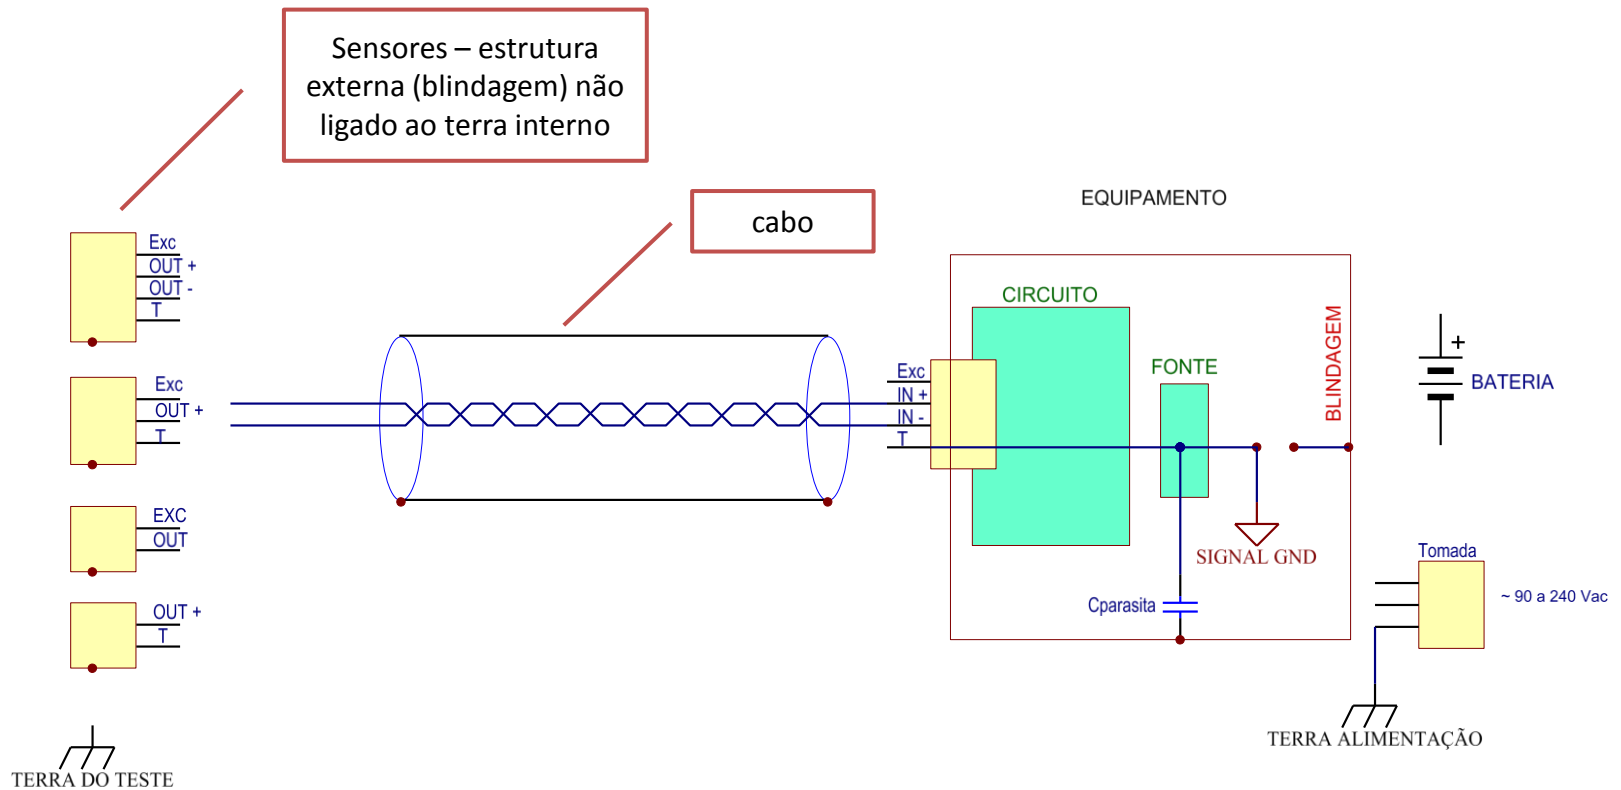 Sensores – estrutura
externa (blindagem) não
ligado ao terra interno
cabo
EQUIPAMENTO
Exc
OUT +
OUT -
T
Exc
OUT +
T
EXC
OUT
OUT +
T
TERRA DO TESTE
CIRCUITO
Exc
IN +
IN -
T
FONTE
BLINDAGEM
SIGNAL GND
Cparasita
+
BATERIA
Tomada
~ 90 a 240 Vac
TERRA ALIMENTAÇÃO